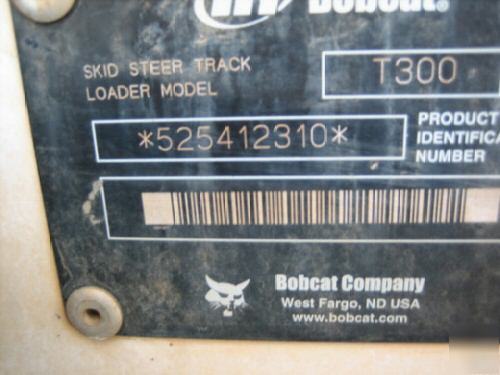 Bobcat®
SKID STEER TRACK
LOADER MODEL
T300
*525412310*
PRODUCT
IDENTIFICA
NUMBER
Bobcat Company
West Fargo, ND USA
www.bobcat.com